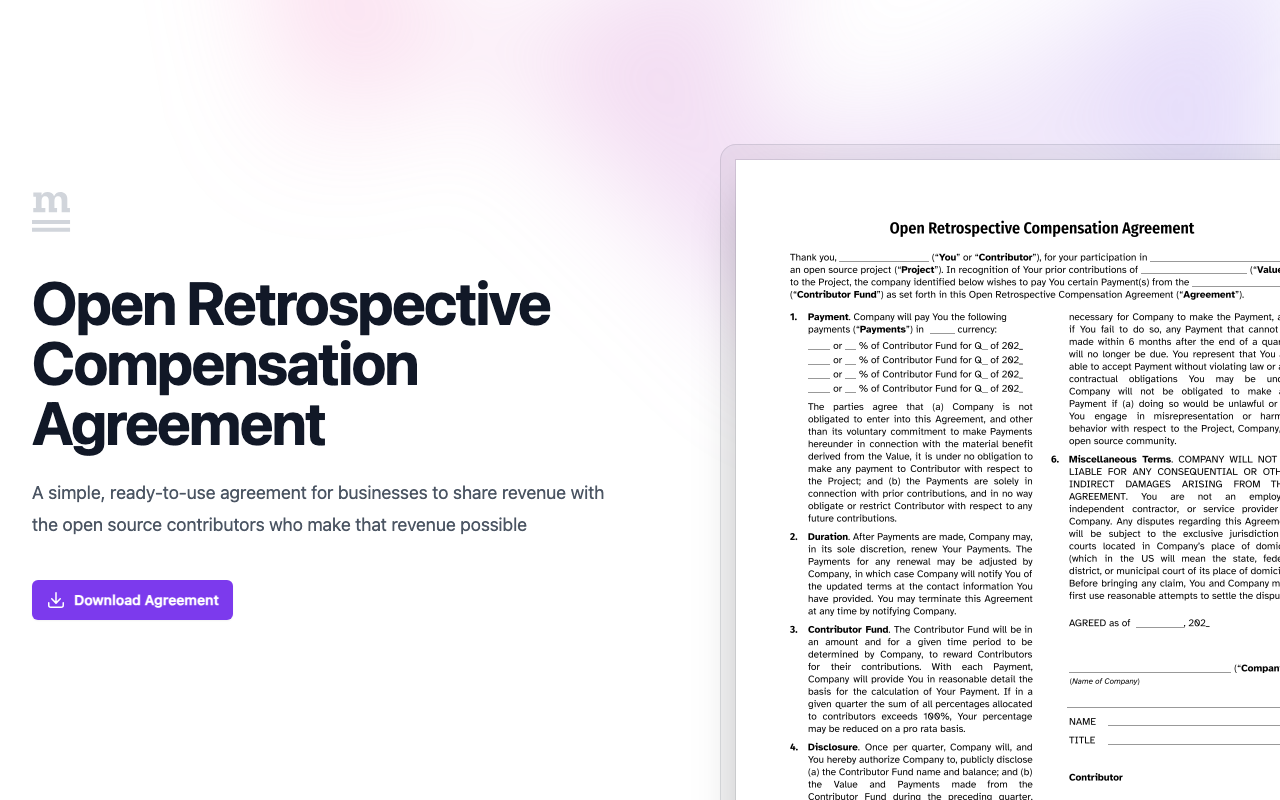 m
Open Retrospective
Compensation
Agreement
A simple, ready-to-use agreement for businesses to share revenue with
the open source contributors who make that revenue possible
Download Agreement
Open Retrospective Compensation Agreement
Thank you, _________________ (“You” or “Contributor”), for your participation in
an open source project (“Project”). In recognition of Your prior contributions of ____________________ (“Value
to the Project, the company identified below wishes to pay You certain Payment(s) from the
(“Contributor Fund”) as set forth in this Open Retrospective Compensation Agreement (“Agreement”).
1. Payment. Company will pay You the following
payments (“Payments”) in _____ currency:
____ or __ % of Contributor Fund for Q_ of 202_
____ or __ % of Contributor Fund for Q_ of 202_
____ or __ % of Contributor Fund for Q_ of 202_
____ or __ % of Contributor Fund for Q_ of 202_
The parties agree that (a) Company is not
obligated to enter into this Agreement, and other
than its voluntary commitment to make Payments
hereunder in connection with the material benefit
derived from the Value, it is under no obligation to
make any payment to Contributor with respect to
the Project; and (b) the Payments are solely in
connection with prior contributions, and in no way
obligate or restrict Contributor with respect to any
future contributions.
2. Duration. After Payments are made, Company may,
in its sole discretion, renew Your Payments. The
Payments for any renewal may be adjusted by
Company, in which case Company will notify You of
the updated terms at the contact information You
have provided. You may terminate this Agreement
at any time by notifying Company.
3. Contributor Fund. The Contributor Fund will be in
an amount and for a given time period to be
determined by Company, to reward Contributors
for their contributions. With each Payment,
Company will provide You in reasonable detail the
basis for the calculation of Your Payment. If in a
given quarter the sum of all percentages allocated
to contributors exceeds 100%, Your percentage
may be reduced on a pro rata basis.
4. Disclosure. Once per quarter, Company will, and
You hereby authorize Company to, publicly disclose
(a) the Contributor Fund name and balance; and (b)
the Value and Payments made from the
Contributor Fund during the preceding quarter.
necessary for Company to make the Payment,
if You fail to do so, any Payment that cannot
made within 6 months after the end of a
will no longer be due. You represent that You
able to accept Payment without violating law or
contractual obligations You may be
Company will not be obligated to make
Payment if (a) doing so would be unlawful or
You engage in misrepresentation or
behavior with respect to the Project, Company,
open source community.
6. Miscellaneous Terms. COMPANY WILL NOT
LIABLE FOR ANY CONSEQUENTIAL OR
INDIRECT DAMAGES ARISING FROM
AGREEMENT. You are not an
independent contractor, or service provider
Company. Any disputes regarding this
will be subject to the exclusive jurisdiction
courts located in Company's place of
(which in the US will mean the state,
district, or municipal court of its place of
Before bringing any claim, You and Company
first use reasonable attempts to settle the
AGREED as of _________, 202_
(“Compan
(Name of Company)
NAME
TITLE
Contributor